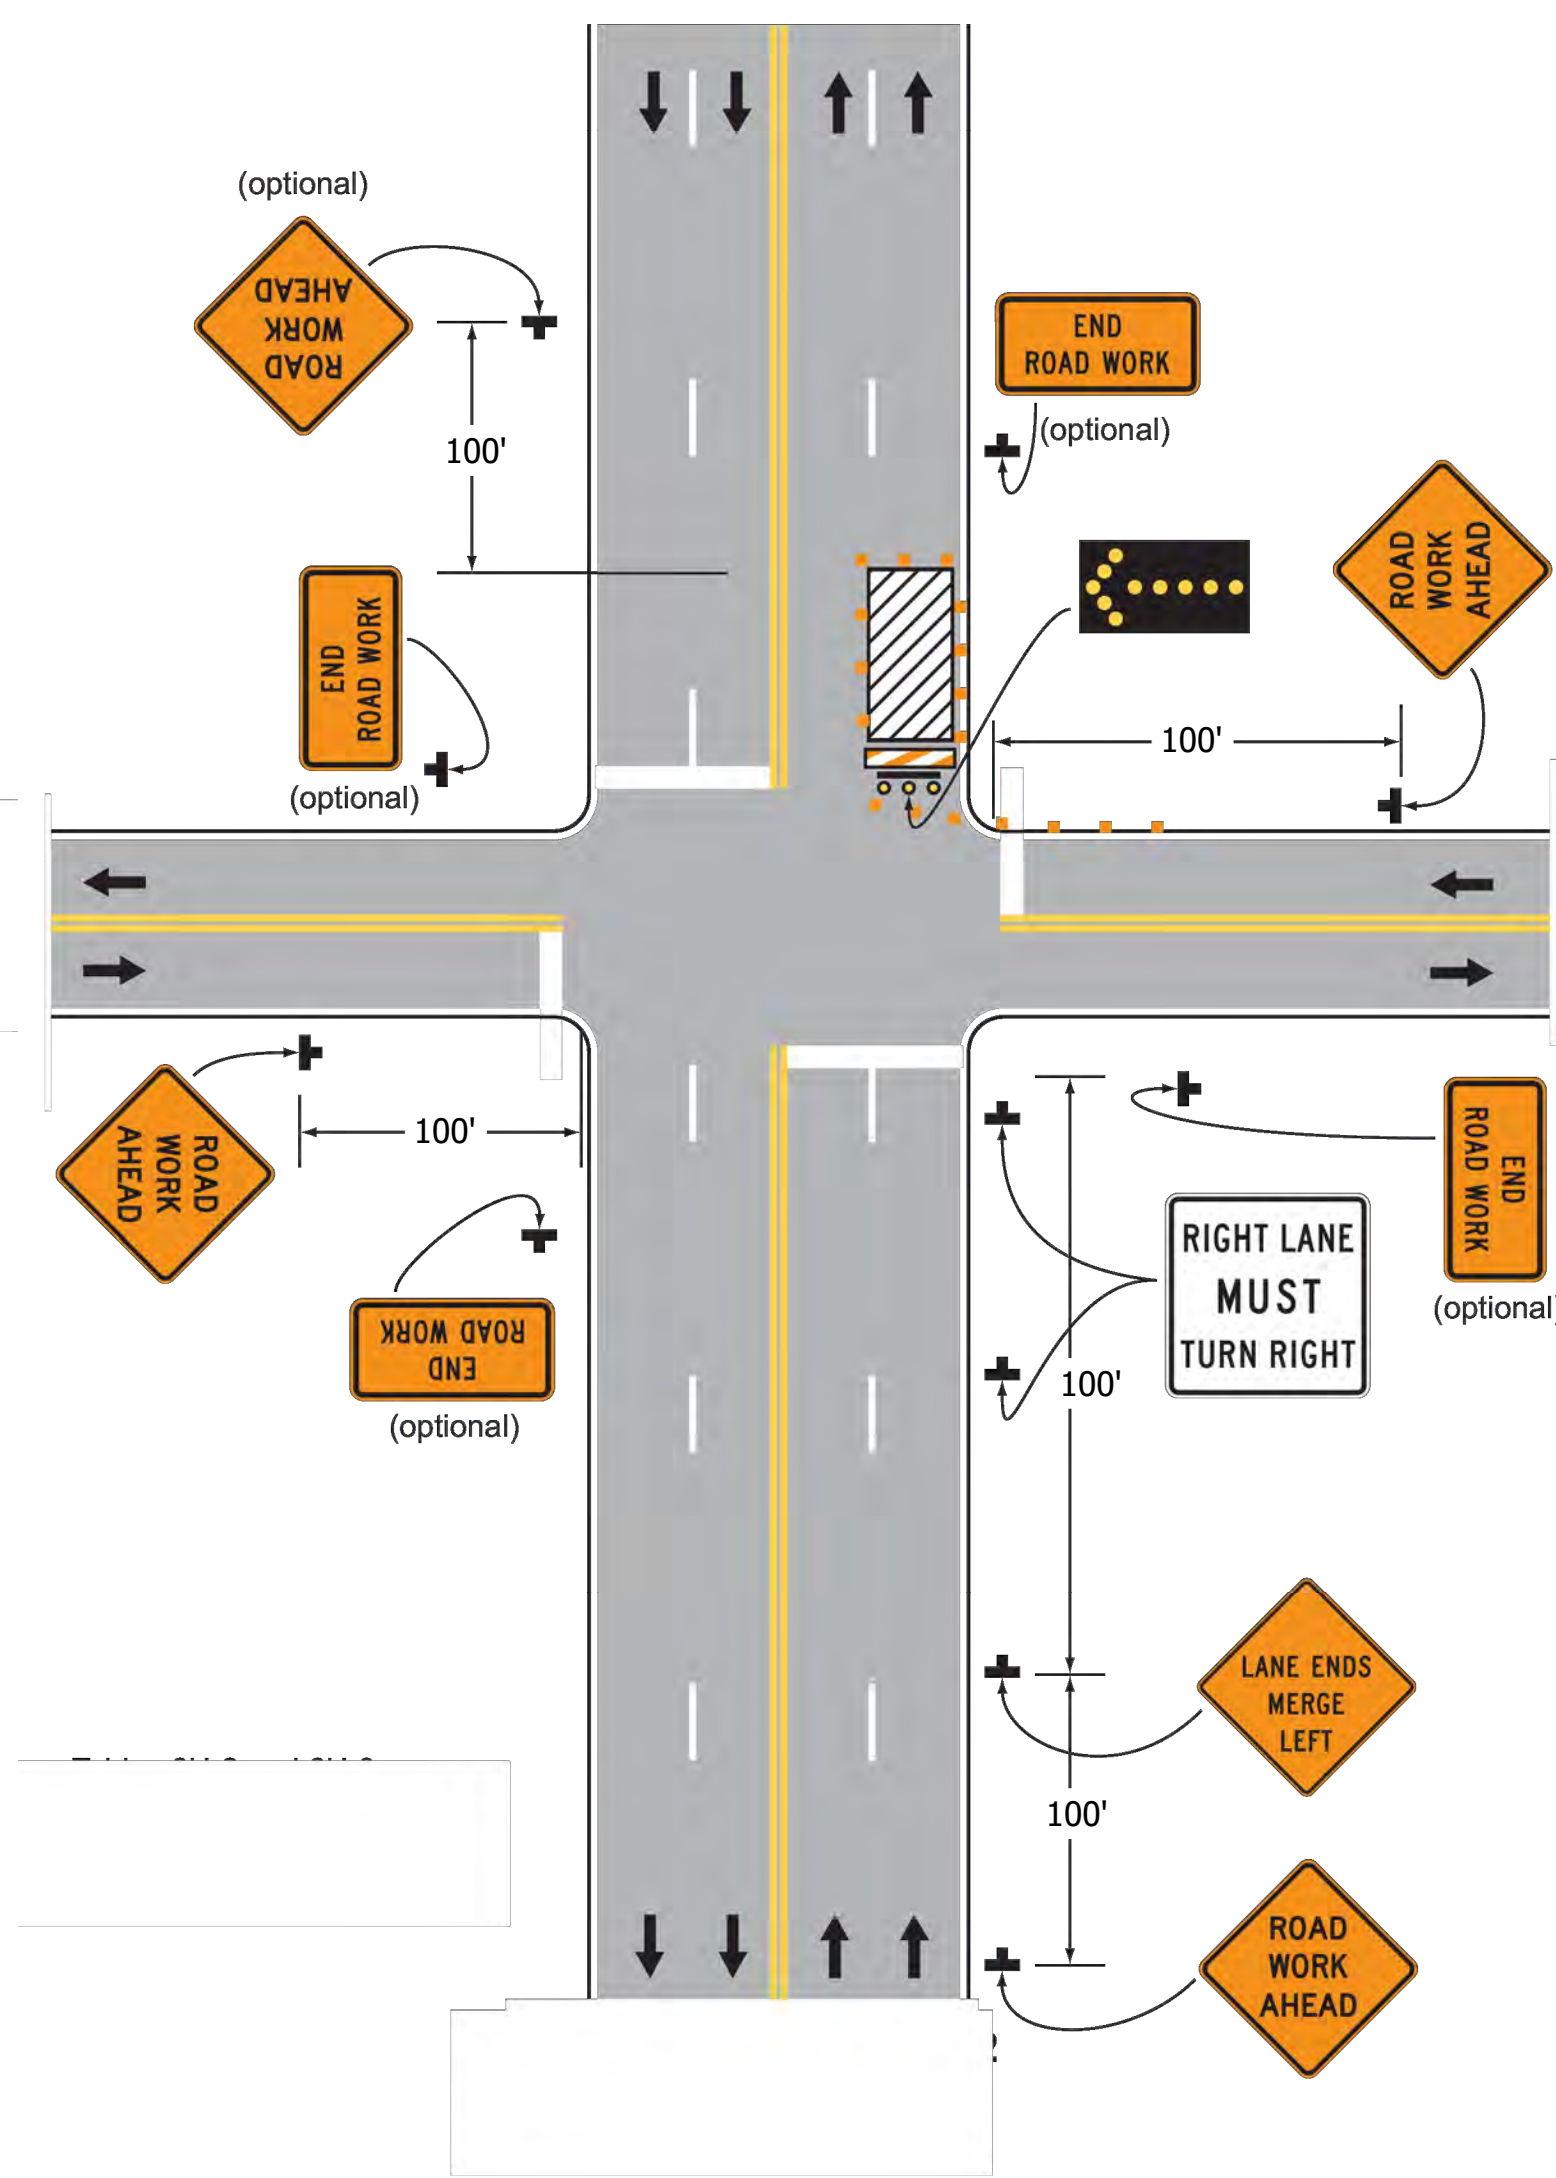 (optional)
ROAD
WORK
AHEAD
100'
END
ROAD WORK
(optional)
END
ROAD WORK
(optional)
ROAD
WORK
AHEAD
100'
ROAD
WORK
AHEAD
100'
END
ROAD WORK
(optional)
END
ROAD WORK
(optional)
RIGHT LANE
MUST
TURN RIGHT
100'
LANE ENDS
MERGE
LEFT
100'
ROAD
WORK
AHEAD